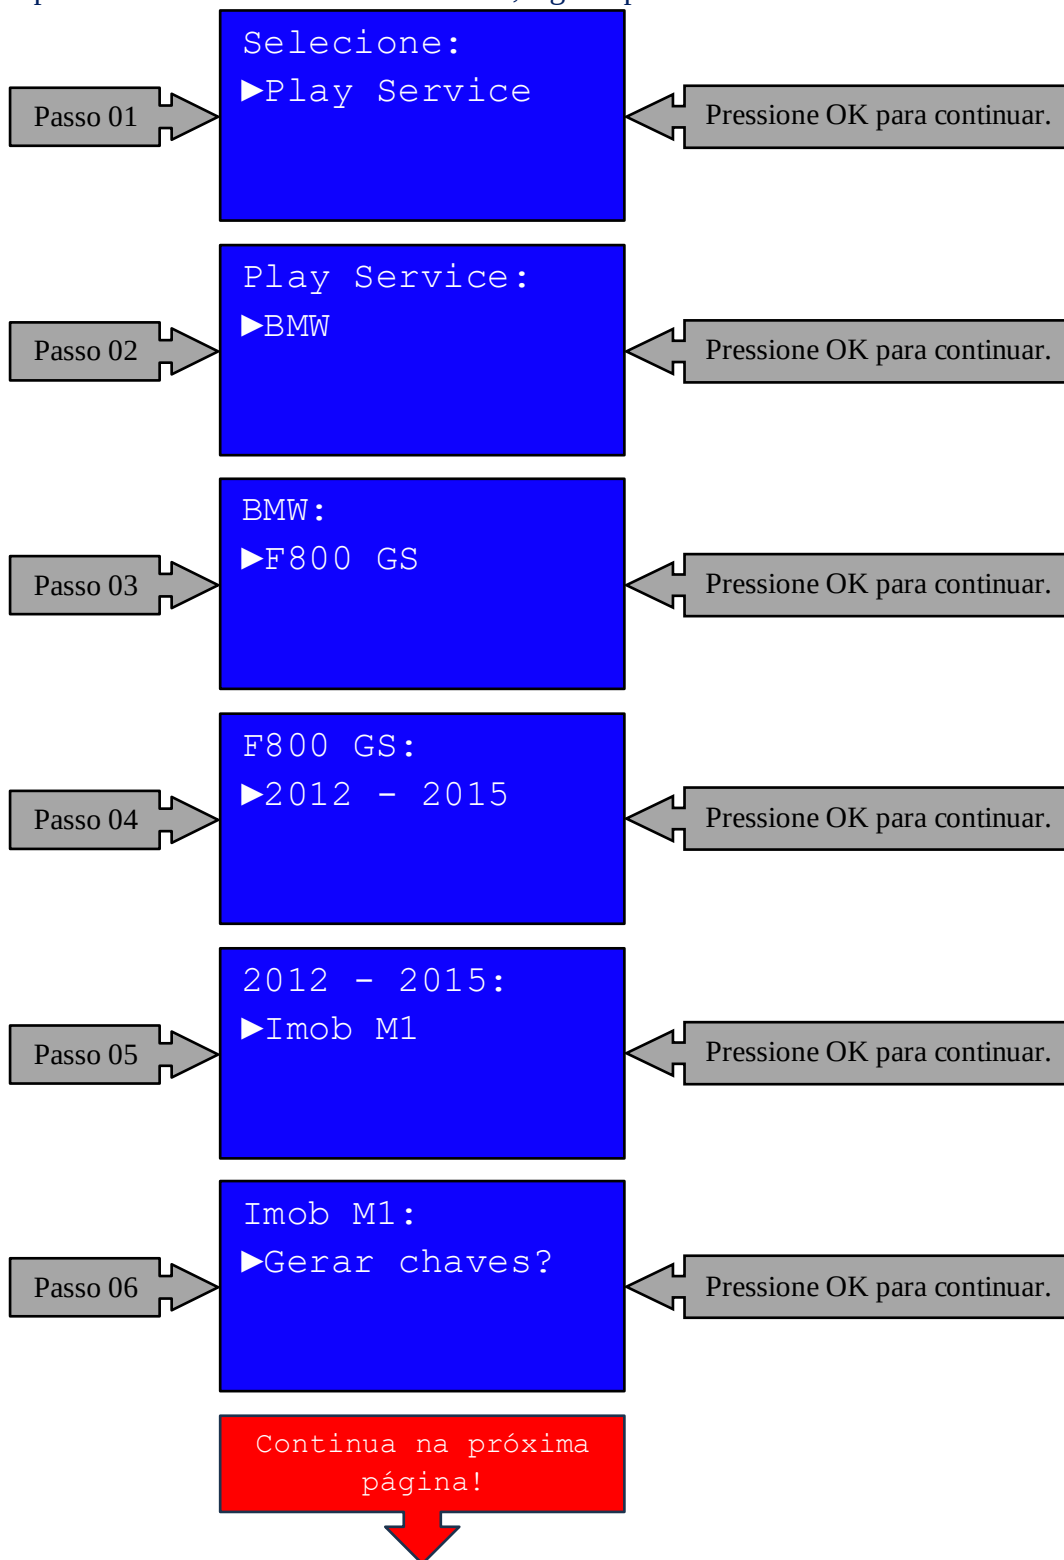 Selecione:
►Play Service
Passo 01
Pressione OK para continuar.
Play Service:
►BMW
Passo 02
Pressione OK para continuar.
BMW:
►F800 GS
Passo 03
Pressione OK para continuar.
F800 GS:
►2012 - 2015
Passo 04
Pressione OK para continuar.
2012 - 2015:
►Imob M1
Passo 05
Pressione OK para continuar.
Imob M1:
►Gerar chaves?
Passo 06
Pressione OK para continuar.
Continua na próxima
página!